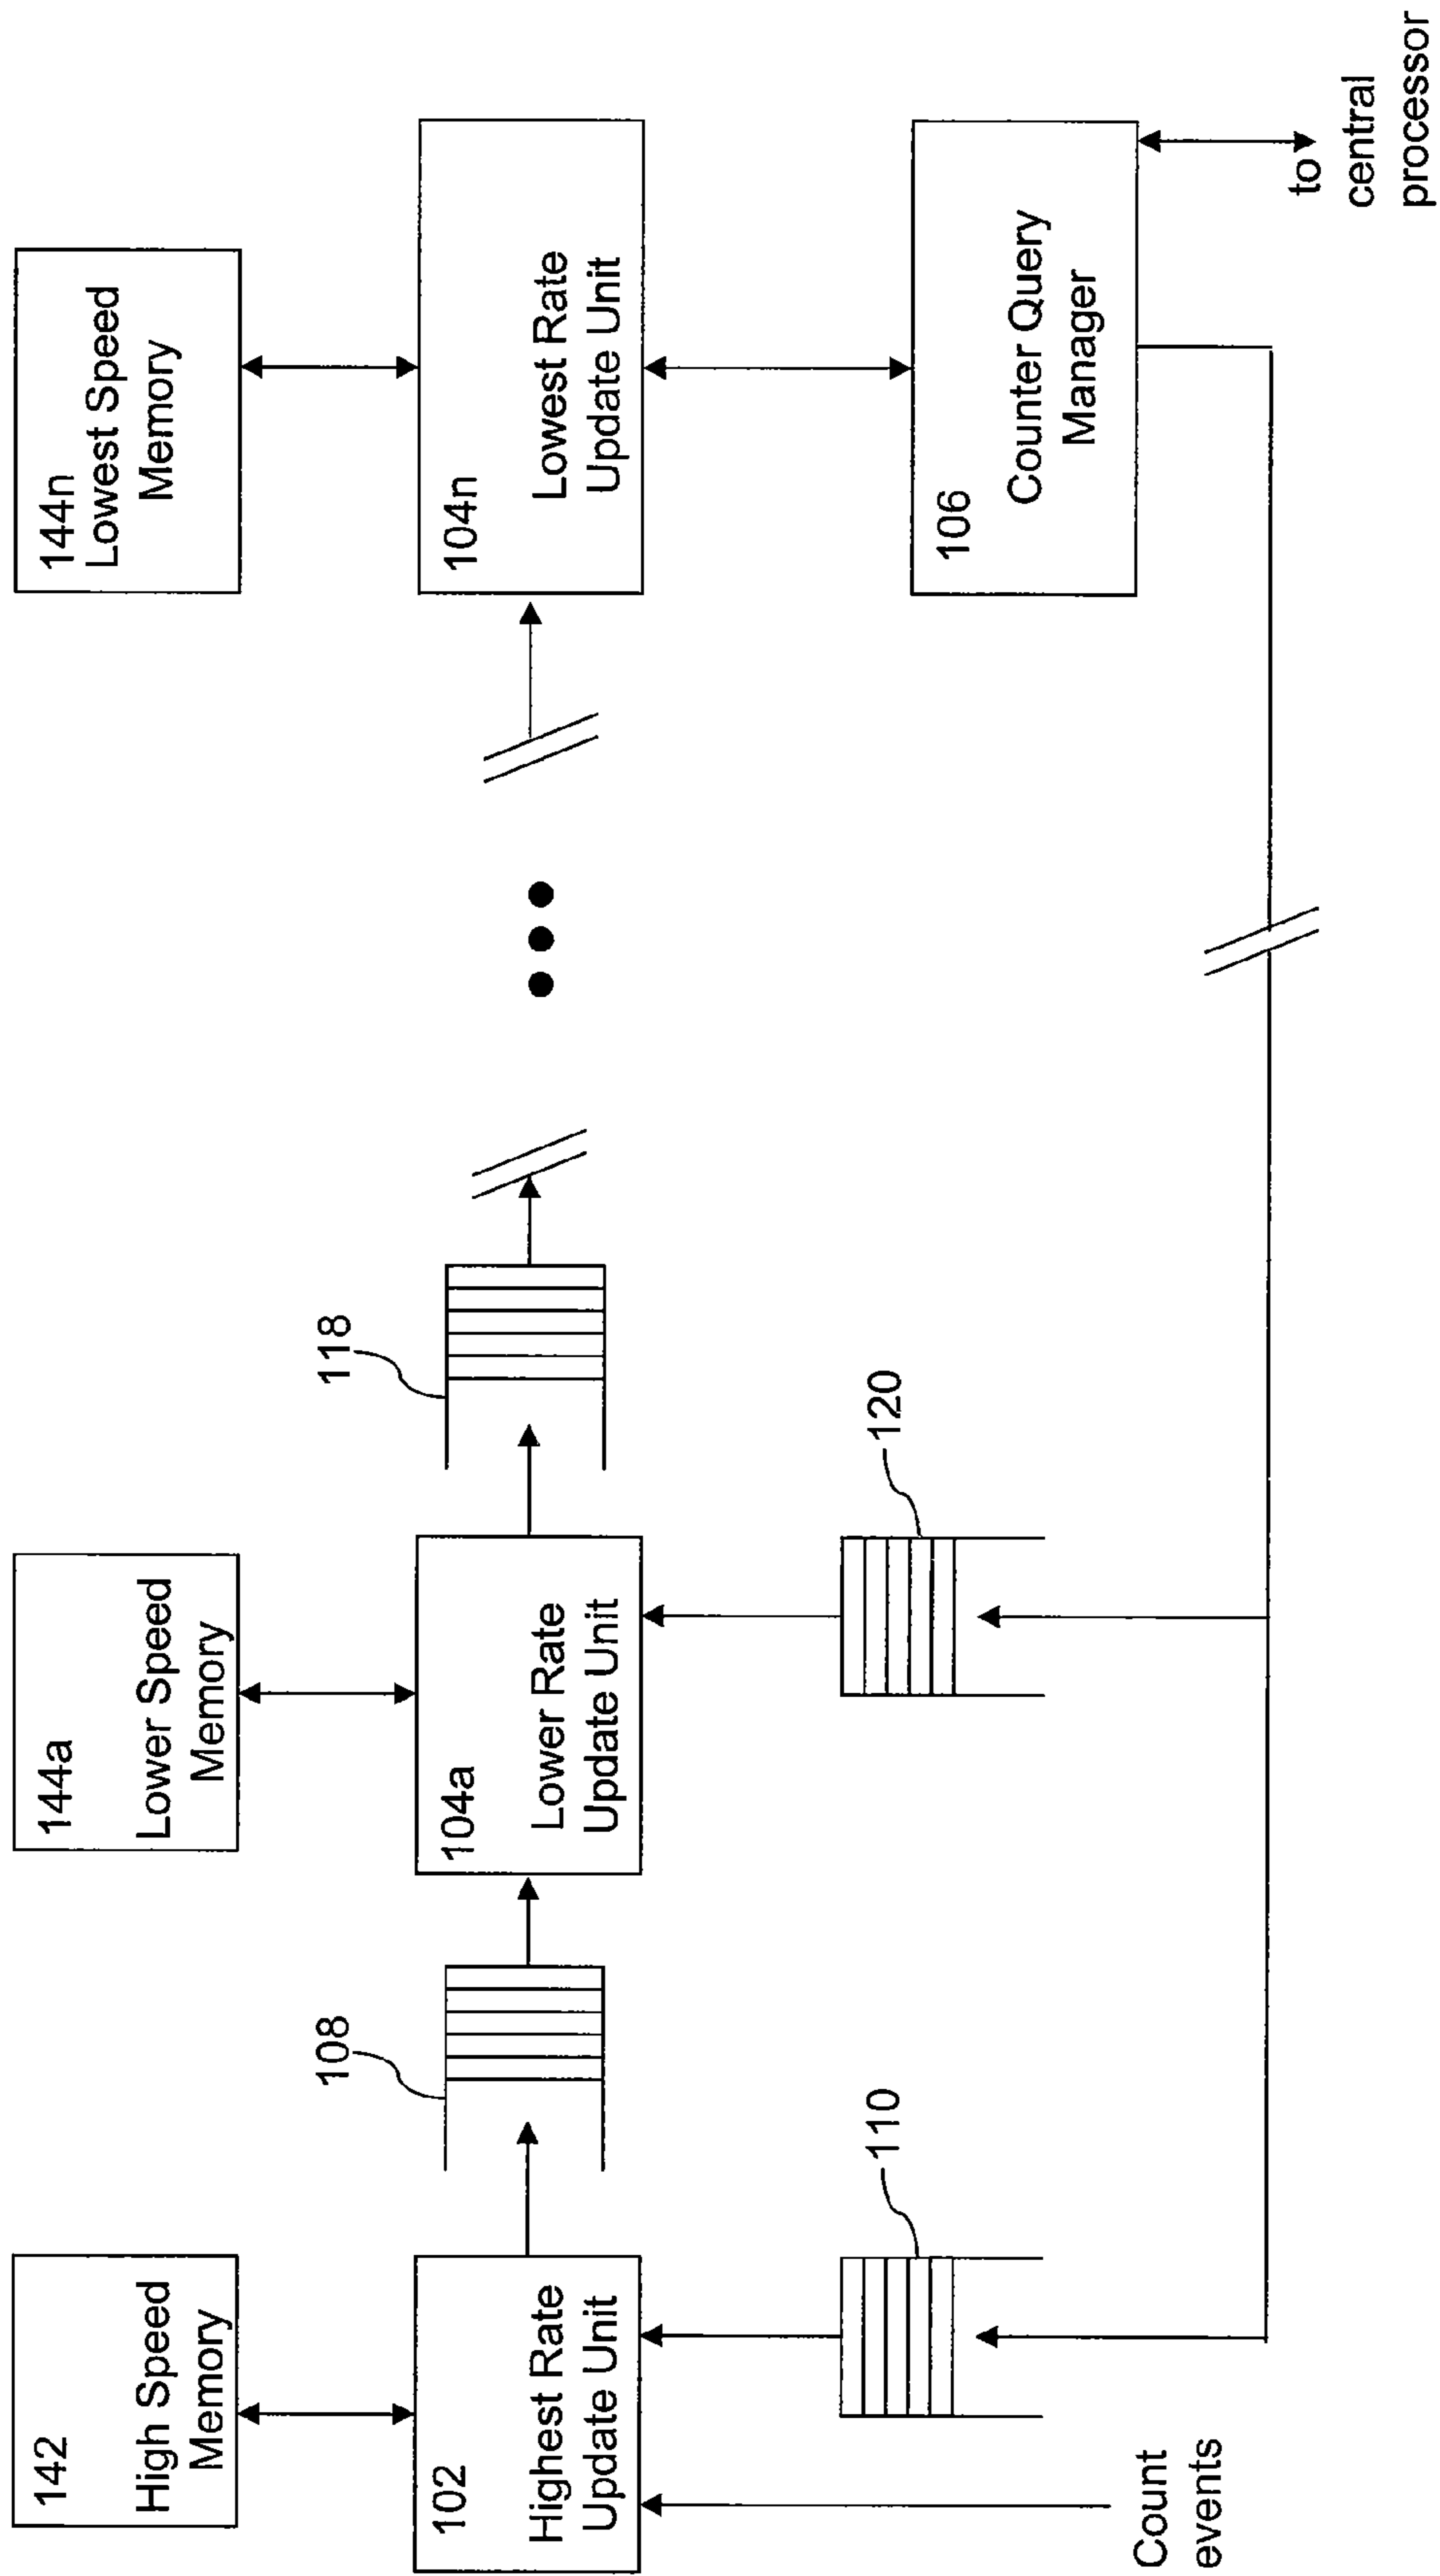 142
High Speed
Memory
144a
Lower Speed
Memory
144n
Lowest Speed
Memory
108
118
102
Highest Rate
Update Unit
104a
Lower Rate
Update Unit
104n
Lowest Rate
Update Unit
110
120
106
Counter Query
Manager
Count
events
to
central
processor